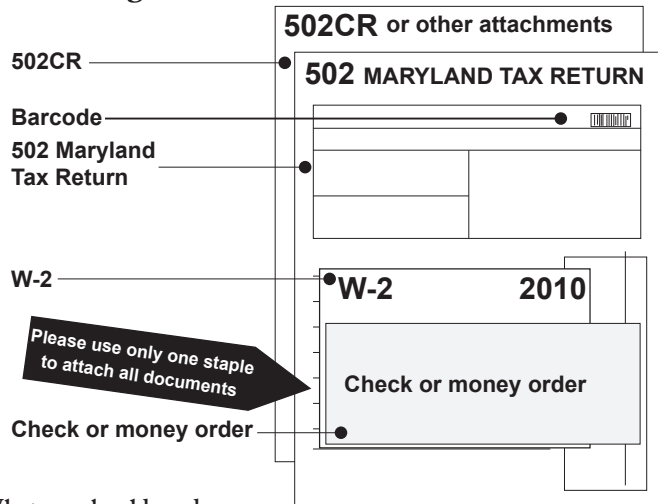 502CR or other attachments
502CR
502 MARYLAND TAX RETURN
Barcode
502 Maryland
Tax Return
W-2
W-2 2010
Please use only one staple
to attach all documents
Check or money order
Check or money order